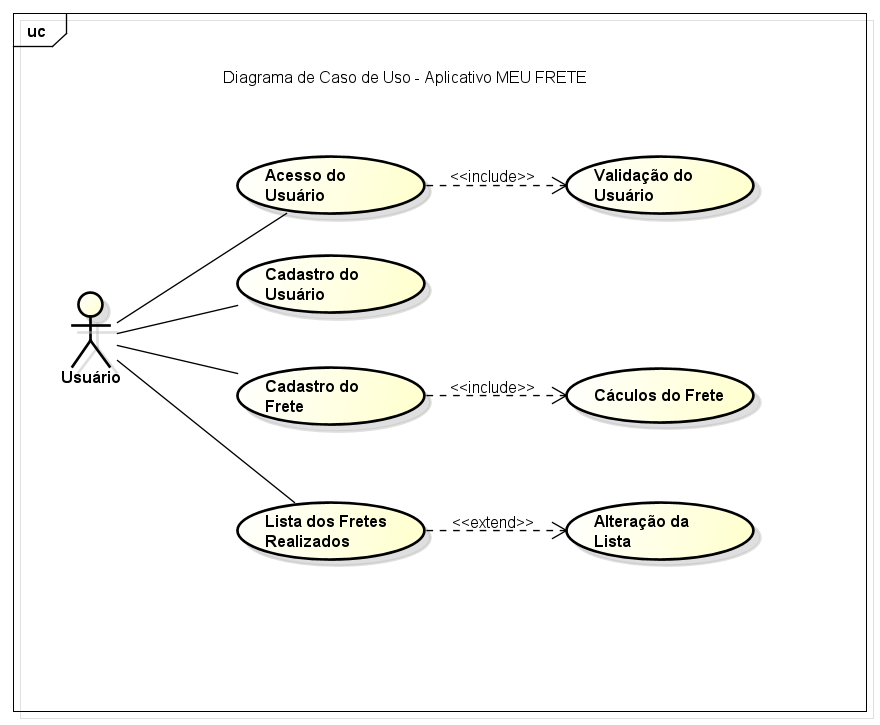 uc
Diagrama de Caso de Uso - Aplicativo MEU FRETE
Acesso do
Usuário
<<include>>
Validação do
Usuário
Cadastro do
Usuário
Usuário
Cadastro do
Frete
<<include>>
Cáculos do Frete
Lista dos Fretes
Realizados
<<extend>>
Alteração da
Lista